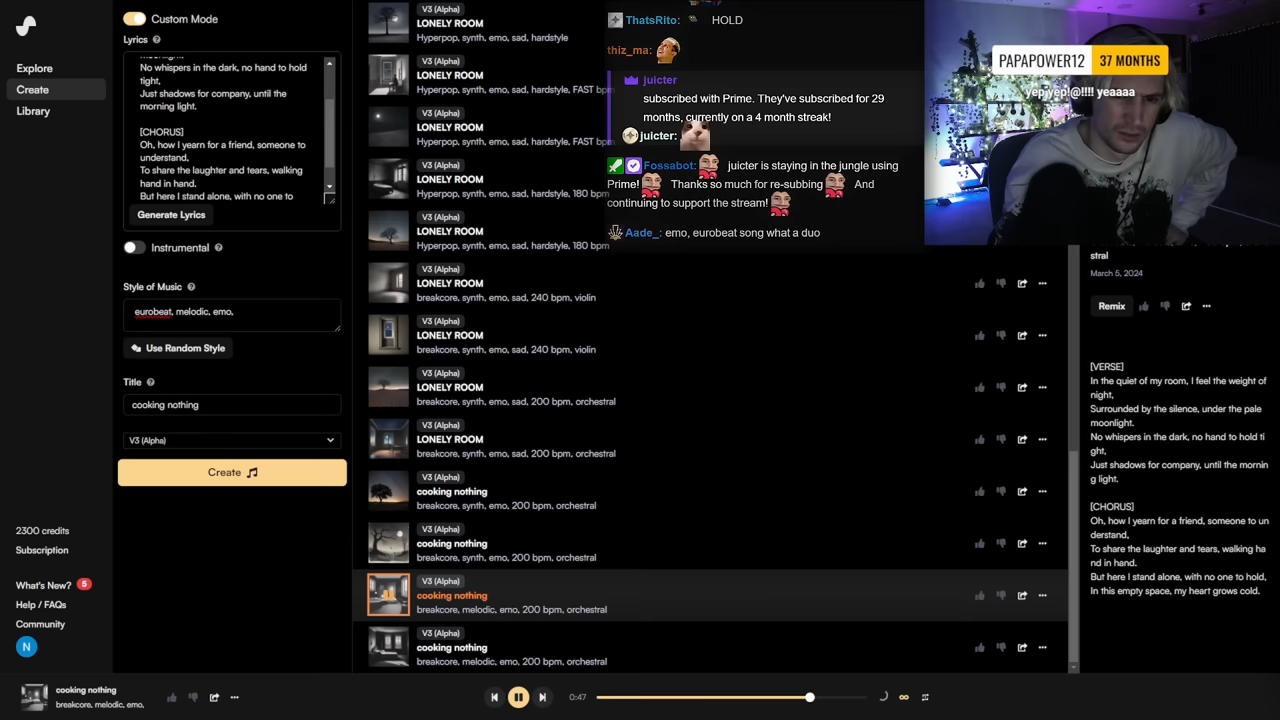 Explore
Create
Library
2300 credits
Subscription
What's New? 5
Help / FAQs
Community
N
Custom Mode
Lyrics
No whispers in the dark, no hand to hold
tight,
Just shadows for company, until the
morning light.
[CHORUS]
Oh, how I yearn for a friend, someone to
understand,
To share the laughter and tears, walking
hand in hand.
But here I stand alone, with no one to
Generate Lyrics
Instrumental
Style of Music
eurobeat, melodic, emo,
Use Random Style
Title
cooking nothing
V3 (Alpha)
Create
V3 (Alpha)
LONELY ROOM
Hyperpop, synth, emo, sad, hardstyle
V3 (Alpha)
LONELY ROOM
Hyperpop, synth, emo, sad, hardstyle, FAST bpm
V3 (Alpha)
LONELY ROOM
Hyperpop, synth, emo, sad, hardstyle, FAST bpm
V3 (Alpha)
LONELY ROOM
Hyperpop, synth, emo, sad, hardstyle, 180 bpm
V3 (Alpha)
LONELY ROOM
Hyperpop, synth, emo, sad, hardstyle, 180 bpm
V3 (Alpha)
LONELY ROOM
breakcore, synth, emo, sad, 240 bpm, violin
V3 (Alpha)
LONELY ROOM
breakcore, synth, emo, sad, 240 bpm, violin
V3 (Alpha)
LONELY ROOM
breakcore, synth, emo, sad, 200 bpm, orchestral
V3 (Alpha)
LONELY ROOM
breakcore, synth, emo, sad, 200 bpm, orchestral
V3 (Alpha)
cooking nothing
breakcore, synth, emo, 200 bpm, orchestral
V3 (Alpha)
cooking nothing
breakcore, synth, emo, 200 bpm, orchestral
V3 (Alpha)
cooking nothing
breakcore, melodic, emo, 200 bpm, orchestral
V3 (Alpha)
cooking nothing
breakcore, melodic, emo, 200 bpm, orchestral
ThatsRito: HOLD
thiz_ma:
juicter
subscribed with Prime. They've subscribed for 29
months, currently on a 4 month streak!
juicter:
Fossabot: juicter is staying in the jungle using
Prime! Thanks so much for re-subbing And
continuing to support the stream!
Aade_: emo, eurobeat song what a duo
PAPAPOWER12 37 MONTHS
yep yep!@!!!! yeaaaa
stral
March 5, 2024
Remix
[VERSE]
In the quiet of my room, I feel the weight of
night,
Surrounded by the silence, under the pale
moonlight.
No whispers in the dark, no hand to hold ti
ght,
Just shadows for company, until the mornin
g light.
[CHORUS]
Oh, how I yearn for a friend, someone to un
derstand,
To share the laughter and tears, walking ha
nd in hand.
But here I stand alone, with no one to hold,
In this empty space, my heart grows cold.
cooking nothing
breakcore, melodic, emo,
0:47